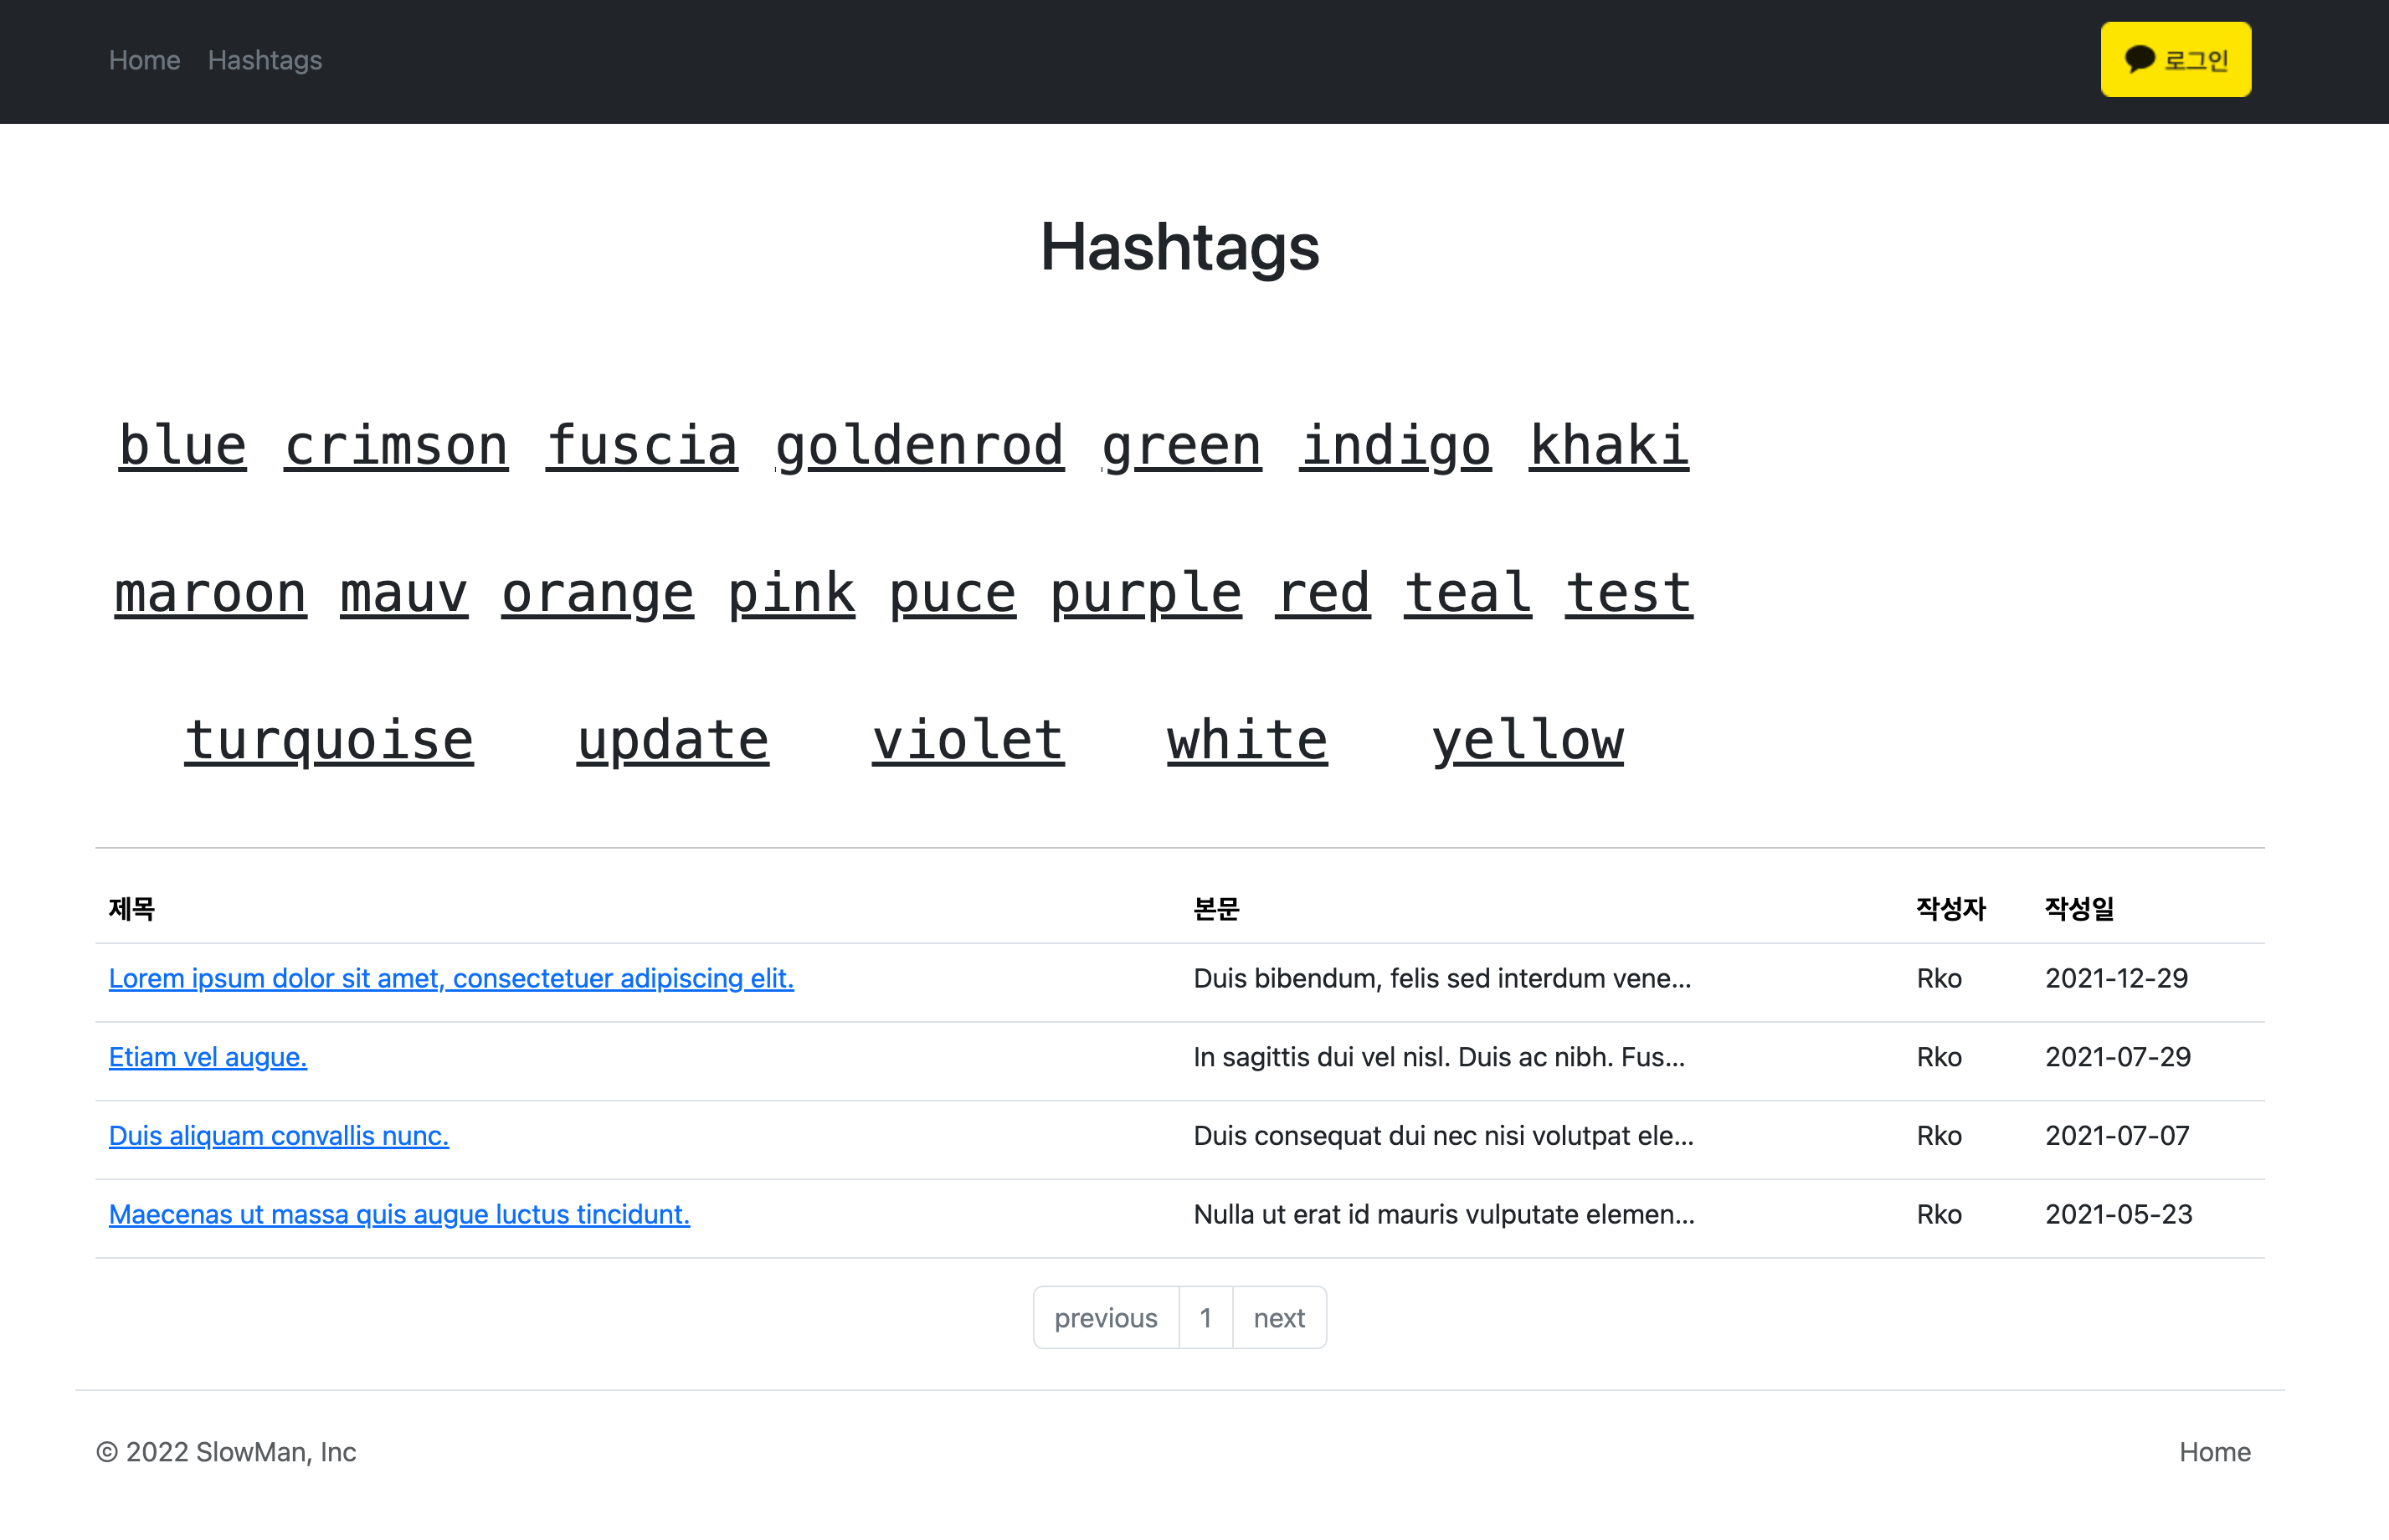 Home Hashtags 로그인
Hashtags
blue crimson fuscia goldenrod green indigo khaki
maroon mauv orange pink puce purple red teal test
turquoise update violet white yellow
제목 본문 작성자 작성일
Lorem ipsum dolor sit amet, consectetuer adipiscing elit. Duis bibendum, felis sed interdum vene... Rko 2021-12-29
Etiam vel augue. In sagittis dui vel nisl. Duis ac nibh. Fus... Rko 2021-07-29
Duis aliquam convallis nunc. Duis consequat dui nec nisi volutpat ele... Rko 2021-07-07
Maecenas ut massa quis augue luctus tincidunt. Nulla ut erat id mauris vulputate elemen... Rko 2021-05-23
previous 1 next
© 2022 SlowMan, Inc Home